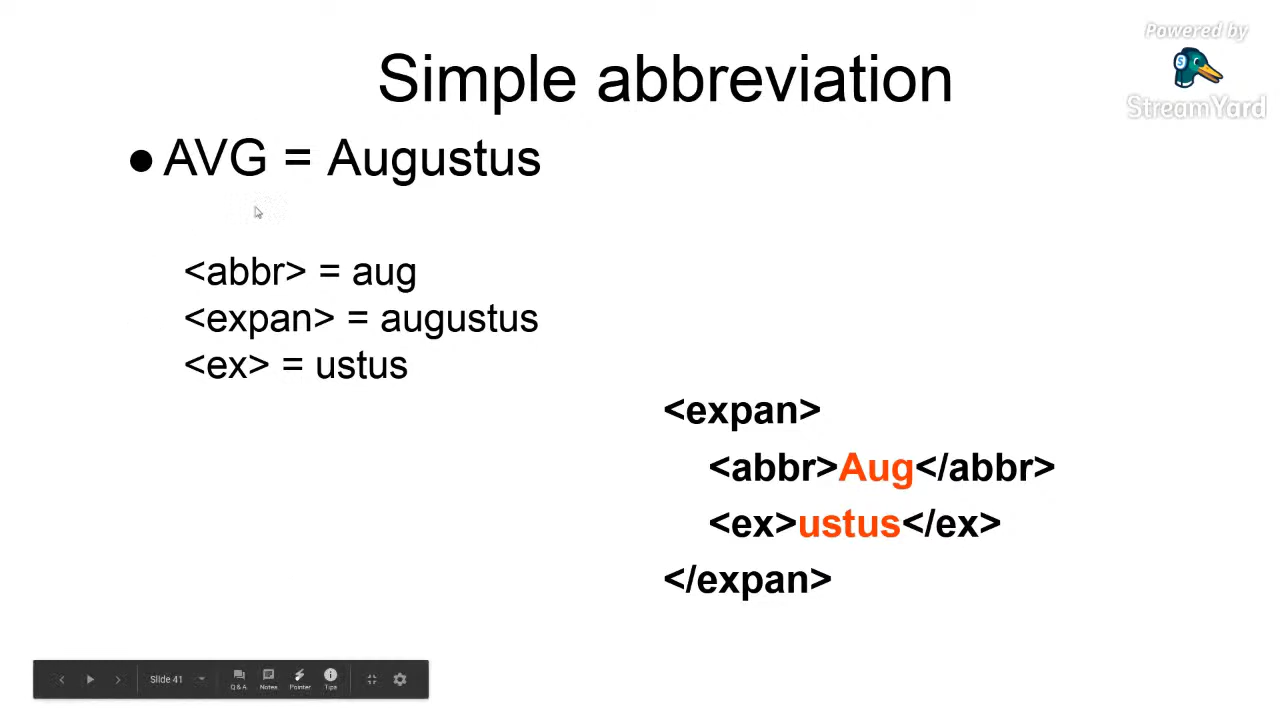 Powered by
StreamYard
Simple abbreviation
● AVG = Augustus
<abbr> = aug
<expan> = augustus
<ex> = ustus
<expan>
<abbr>Aug</abbr>
<ex>ustus</ex>
</expan>
Slide 41
Q & A Notes Pointer Tips